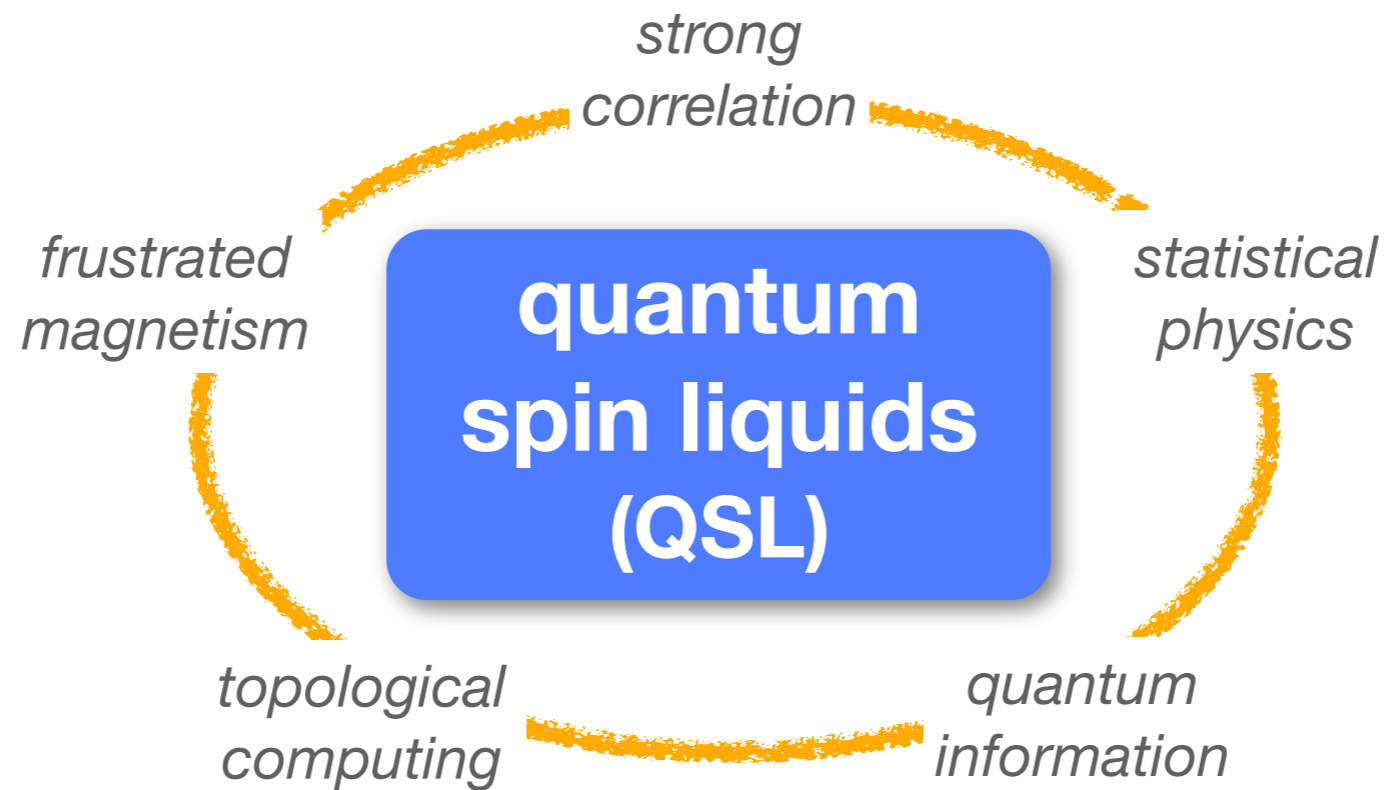 strong
correlation
frustrated
magnetism
statistical
physics
quantum
spin liquids
(QSL)
topological
computing
quantum
information